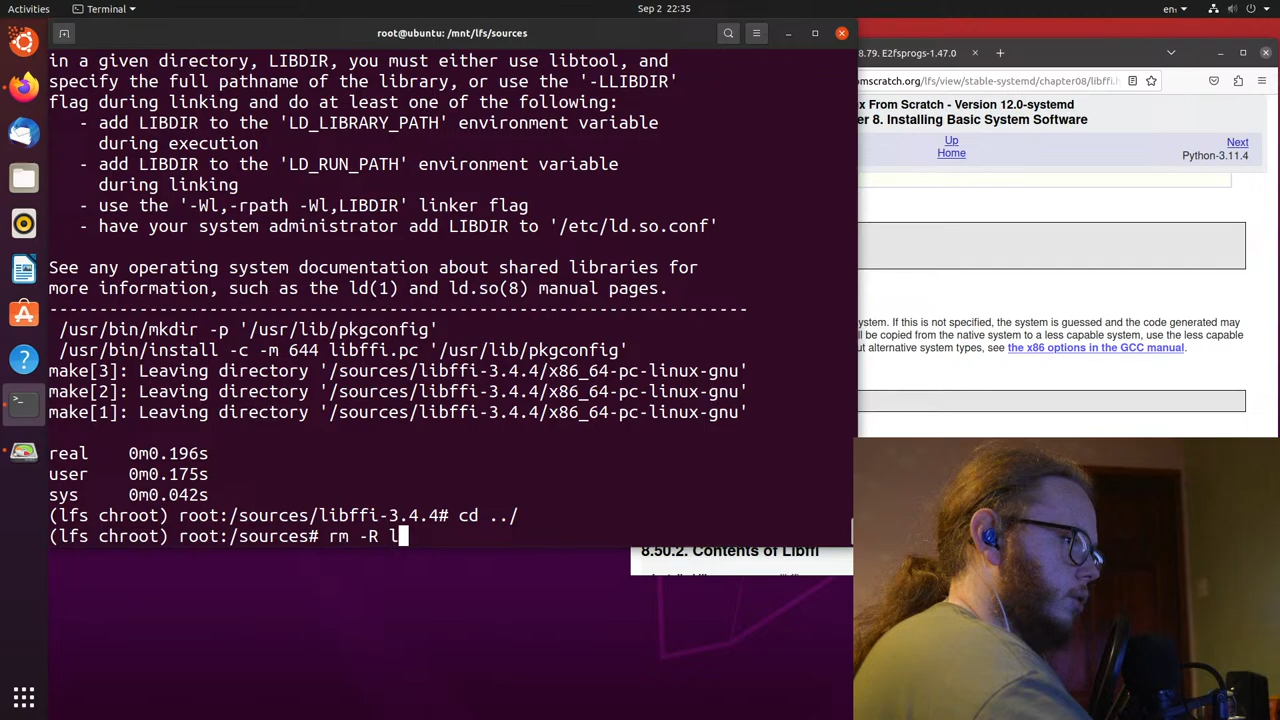 Activities
Terminal
Sep 2 22:35
en
root@ubuntu: /mnt/lfs/sources
in a given directory, LIBDIR, you must either use libtool, and
specify the full pathname of the library, or use the '-LLIBDIR'
flag during linking and do at least one of the following:
- add LIBDIR to the 'LD_LIBRARY_PATH' environment variable
during execution
- add LIBDIR to the 'LD_RUN_PATH' environment variable
during linking
- use the '-Wl,-rpath -Wl,LIBDIR' linker flag
- have your system administrator add LIBDIR to '/etc/ld.so.conf'
See any operating system documentation about shared libraries for
more information, such as the ld(1) and ld.so(8) manual pages.
----------------------------------------------------------------------
/usr/bin/mkdir -p '/usr/lib/pkgconfig'
/usr/bin/install -c -m 644 libffi.pc '/usr/lib/pkgconfig'
make[3]: Leaving directory '/sources/libffi-3.4.4/x86_64-pc-linux-gnu'
make[2]: Leaving directory '/sources/libffi-3.4.4/x86_64-pc-linux-gnu'
make[1]: Leaving directory '/sources/libffi-3.4.4/x86_64-pc-linux-gnu'
real 0m0.196s
user 0m0.175s
sys 0m0.042s
(lfs chroot) root:/sources/libffi-3.4.4# cd ../
(lfs chroot) root:/sources# rm -R l
8.79. E2fsprogs-1.47.0
omscratch.org/lfs/view/stable-systemd/chapter08/libffi.
x From Scratch - Version 12.0-systemd
er 8. Installing Basic System Software
Up
Home
Next
Python-3.11.4
ystem. If this is not specified, the system is guessed and the code generated may
ill be copied from the native system to a less capable system, use the less capable
ut alternative system types, see the x86 options in the GCC manual.
8.50.2. Contents of Libffi